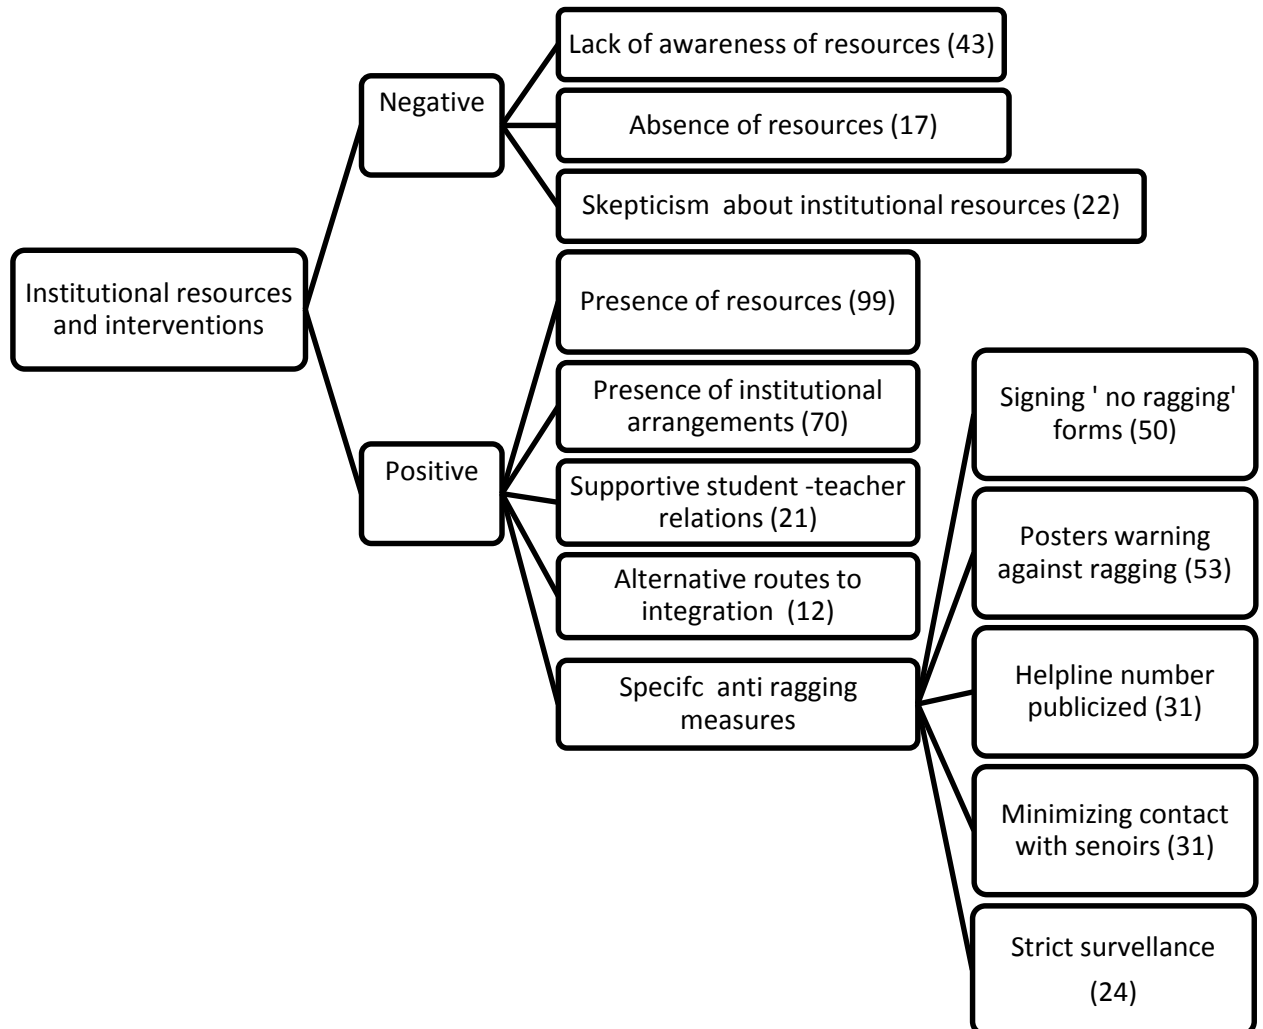 Institutional resources
and interventions
Negative
Lack of awareness of resources (43)
Absence of resources (17)
Skepticism  about institutional resources (22)
Positive
Presence of resources (99)
Presence of institutional
arrangements (70)
Supportive student -teacher
relations (21)
Alternative routes to
integration  (12)
Specifc  anti ragging
measures
Signing ' no ragging'
forms (50)
Posters warning
against ragging (53)
Helpline number
publicized (31)
Minimizing contact
with senoirs (31)
Strict survellance
(24)